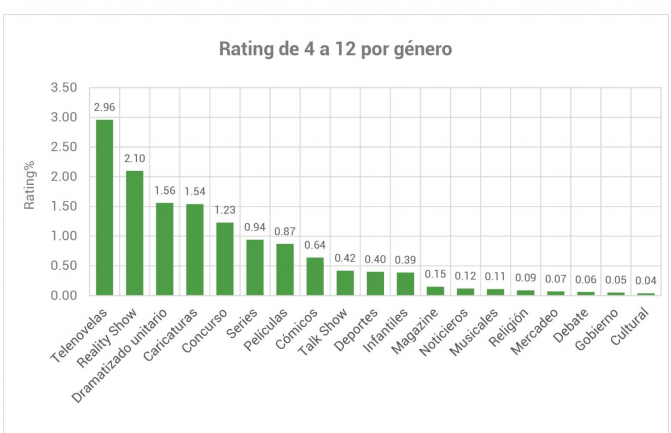 Rating de 4 a 12 por género
Rating%
3.50
3.00
2.50
2.00
1.50
1.00
0.50
0.00
2.96
2.10
1.56
1.54
1.23
0.94
0.87
0.64
0.42
0.40
0.39
0.15
0.12
0.11
0.09
0.07
0.06
0.05
0.04
Telenovelas
Reality Show
Dramatizado unitario
Caricaturas
Concurso
Series
Películas
Cómicos
Talk Show
Deportes
Infantiles
Magazine
Noticieros
Musicales
Religión
Mercadeo
Debate
Gobierno
Cultural